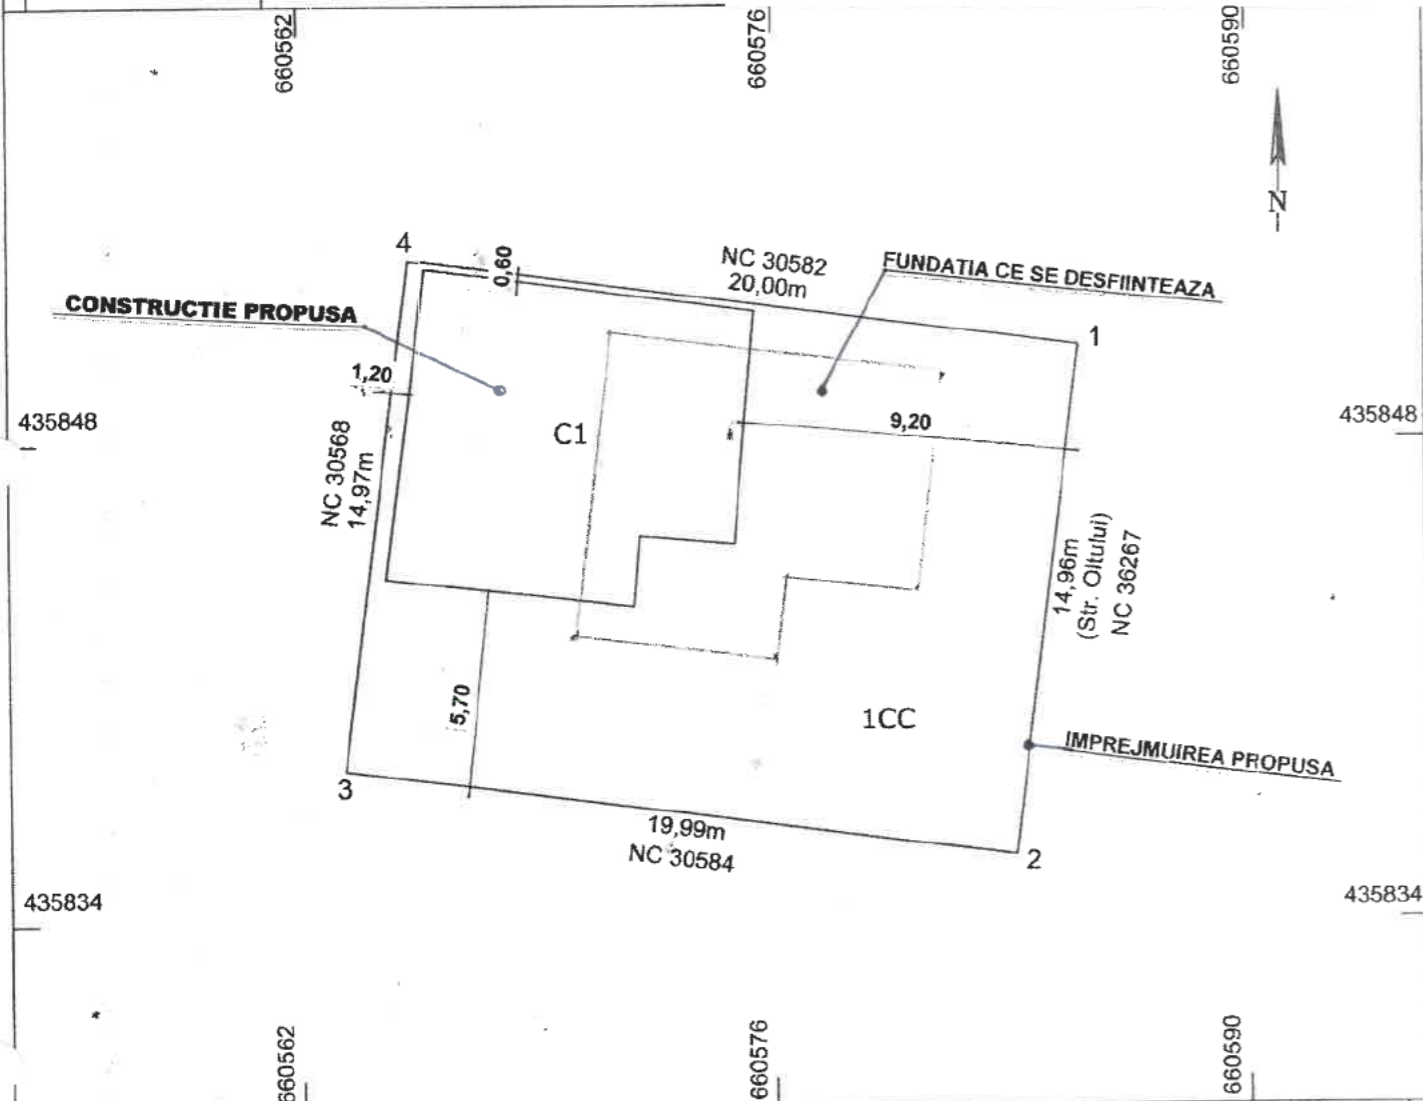 660562
660576
660590
N
4
0,60
NC 30582
20,00m
FUNDATIA CE SE DESFIINTEAZA
CONSTRUCTIE PROPUSA
1
1,20
435848
435848
C1
9,20
NC 30568
14,97m
14,96m
(Str. Oltului)
NC 36267
5,70
1CC
IMPREJMUIREA PROPUSA
3
19,99m
NC 30584
2
435834
435834
660562
660576
660590